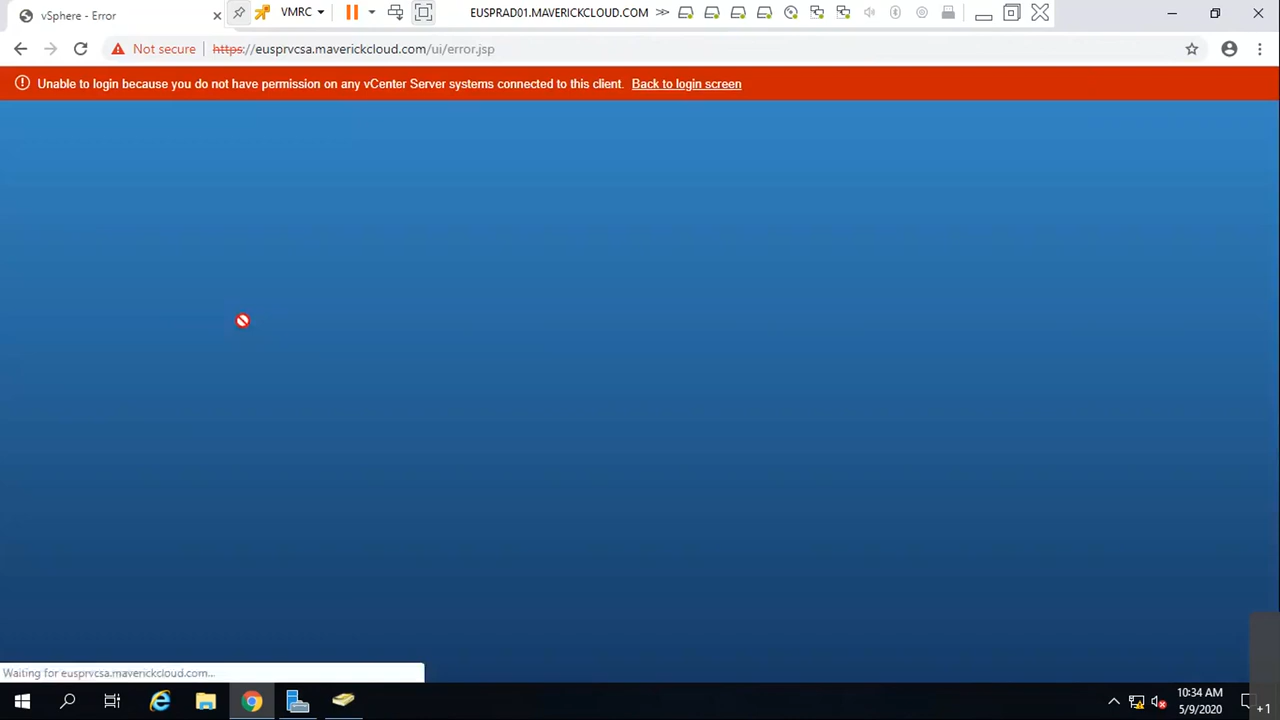 vSphere - Error
VMRC
EUSPRAD01.MAVERICKCLOUD.COM
Not secure
https://eusprvcsa.maverickcloud.com/ui/error.jsp
Unable to login because you do not have permission on any vCenter Server systems connected to this client. Back to login screen
Waiting for eusprvcsa.maverickcloud.com...
10:34 AM
5/9/2020
+1